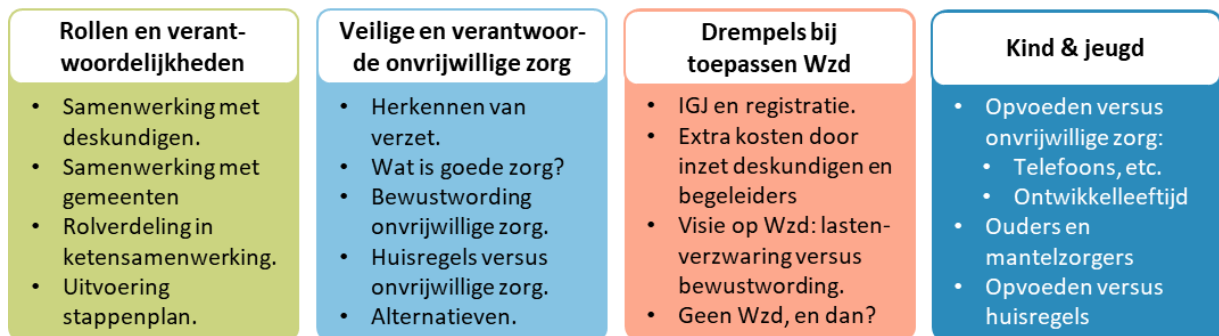 Rollen en verant-
woordelijkheden
• Samenwerking met
deskundigen.
• Samenwerking met
gemeenten
• Rolverdeling in
ketensamenwerking.
• Uitvoering
stappenplan.
Veilige en verantwoor-
de onvrijwillige zorg
• Herkennen van
verzet.
• Wat is goede zorg?
• Bewustwording
onvrijwillige zorg.
• Huisregels versus
onvrijwillige zorg.
• Alternatieven.
Drempels bij
toepassen Wzd
• IGJ en registratie.
• Extra kosten door
inzet deskundigen en
begeleiders
• Visie op Wzd: lasten-
verzwaring versus
bewustwording.
• Geen Wzd, en dan?
Kind & jeugd
• Opvoeden versus
onvrijwillige zorg:
• Telefoons, etc.
• Ontwikkelleeftijd
• Ouders en
mantelzorgers
• Opvoeden versus
huisregels